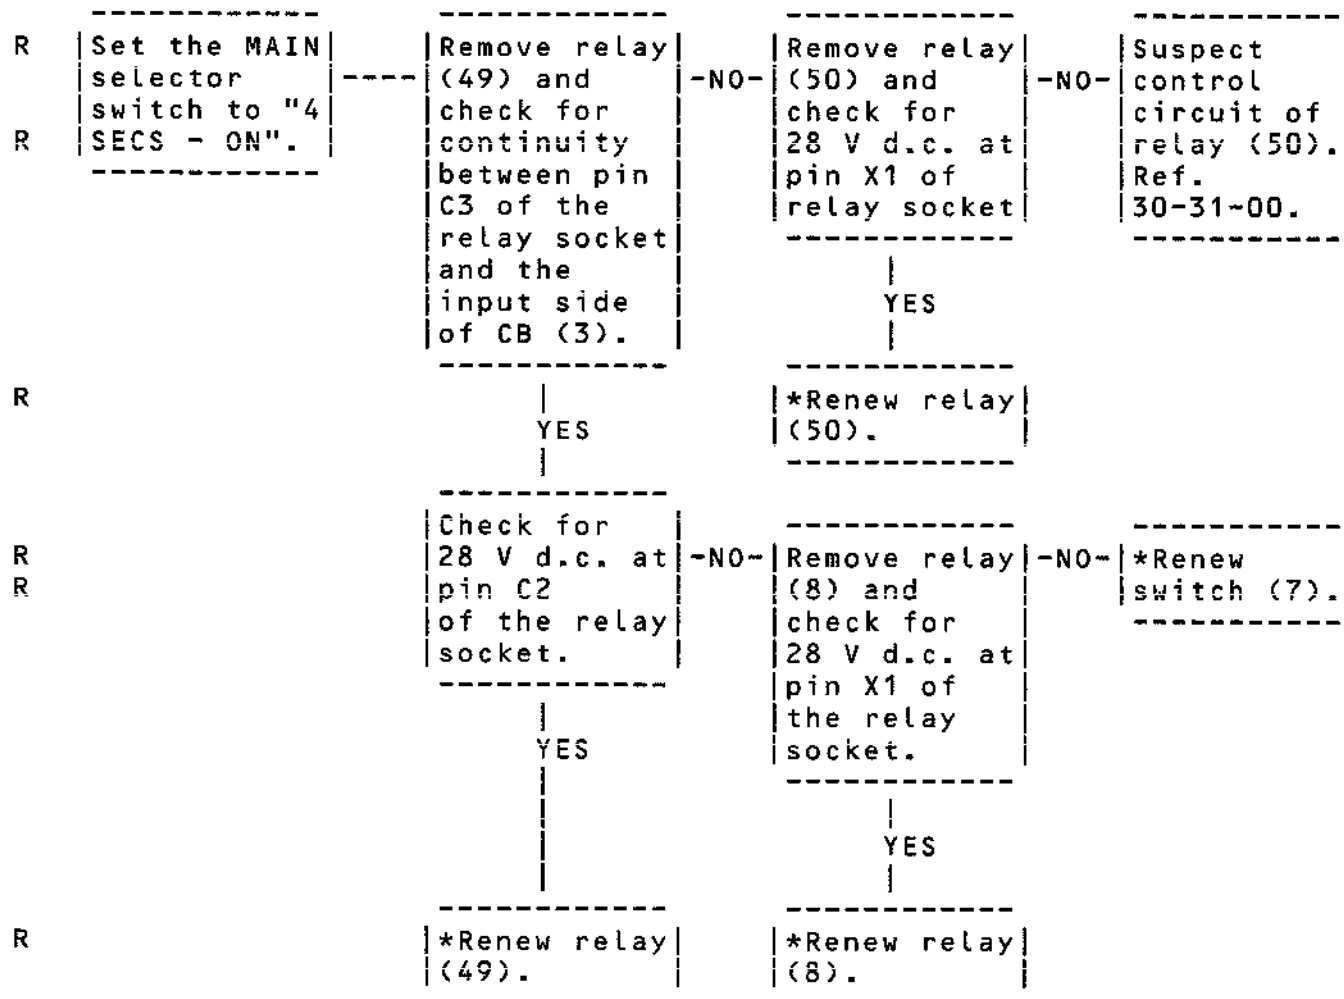 R Set the MAIN
selector
switch to "4
R SECS - ON".
Remove relay
(49) and
check for
continuity
between pin
C3 of the
relay socket
and the
input side
of CB (3).
-NO-
Remove relay
(50) and
check for
28 V d.c. at
pin X1 of
relay socket
-NO-
Suspect
control
circuit of
relay (50).
Ref.
30-31-00.
YES
R
*Renew relay
(50).
YES
Check for
R
28 V d.c. at
R
pin C2
of the relay
socket.
-NO-
Remove relay
(8) and
check for
28 V d.c. at
pin X1 of
the relay
socket.
-NO-
*Renew
switch (7).
YES
YES
R
*Renew relay
(49).
*Renew relay
(8).